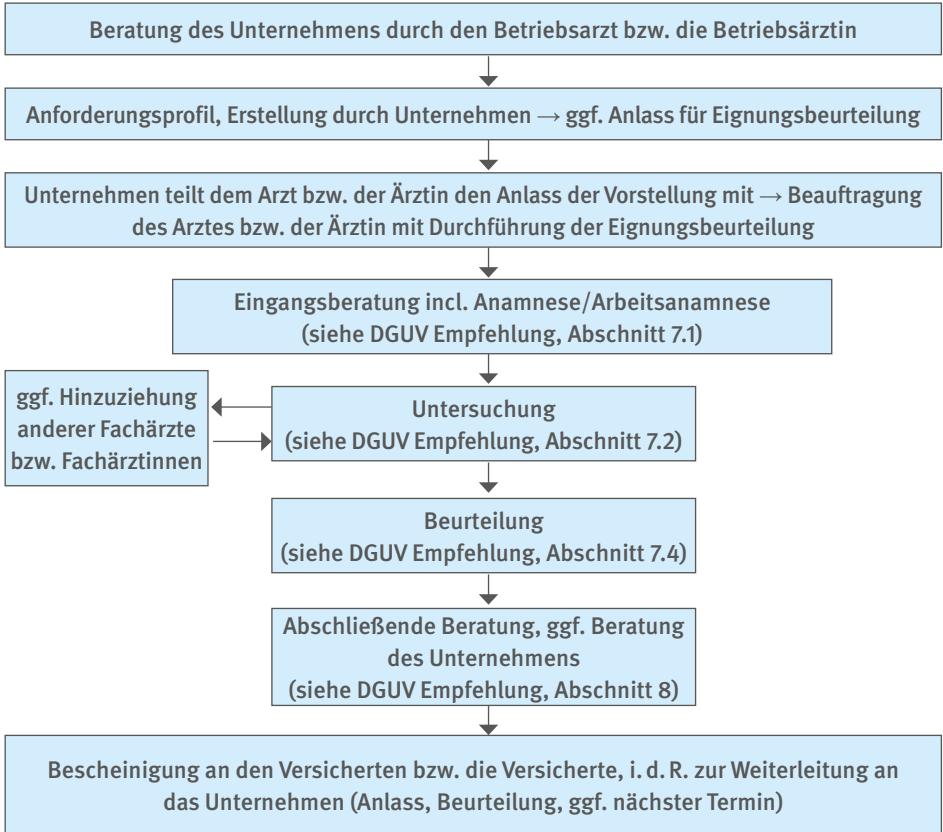 Beratung des Unternehmens durch den Betriebsarzt bzw. die Betriebsärztin
Anforderungsprofil, Erstellung durch Unternehmen → ggf. Anlass für Eignungsbeurteilung
Unternehmen teilt dem Arzt bzw. der Ärztin den Anlass der Vorstellung mit → Beauftragung
des Arztes bzw. der Ärztin mit Durchführung der Eignungsbeurteilung
Eingangsberatung incl. Anamnese/Arbeitsanamnese
(siehe DGUV Empfehlung, Abschnitt 7.1)
ggf. Hinzuziehung
anderer Fachärzte
bzw. Fachärztinnen
Untersuchung
(siehe DGUV Empfehlung, Abschnitt 7.2)
Beurteilung
(siehe DGUV Empfehlung, Abschnitt 7.4)
Abschließende Beratung, ggf. Beratung
des Unternehmens
(siehe DGUV Empfehlung, Abschnitt 8)
Bescheinigung an den Versicherten bzw. die Versicherte, i. d. R. zur Weiterleitung an
das Unternehmen (Anlass, Beurteilung, ggf. nächster Termin)